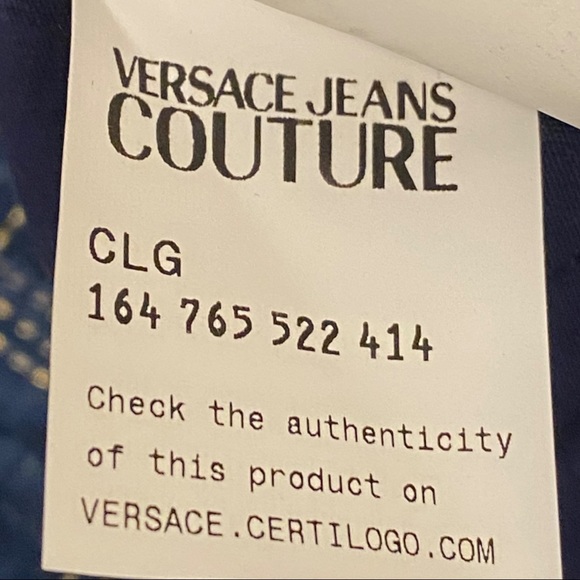 VERSACE JEANS
COUTURE
CLG
164 765 522 414
Check the authenticity
of this product on
VERSACE.CERTILOGO.COM